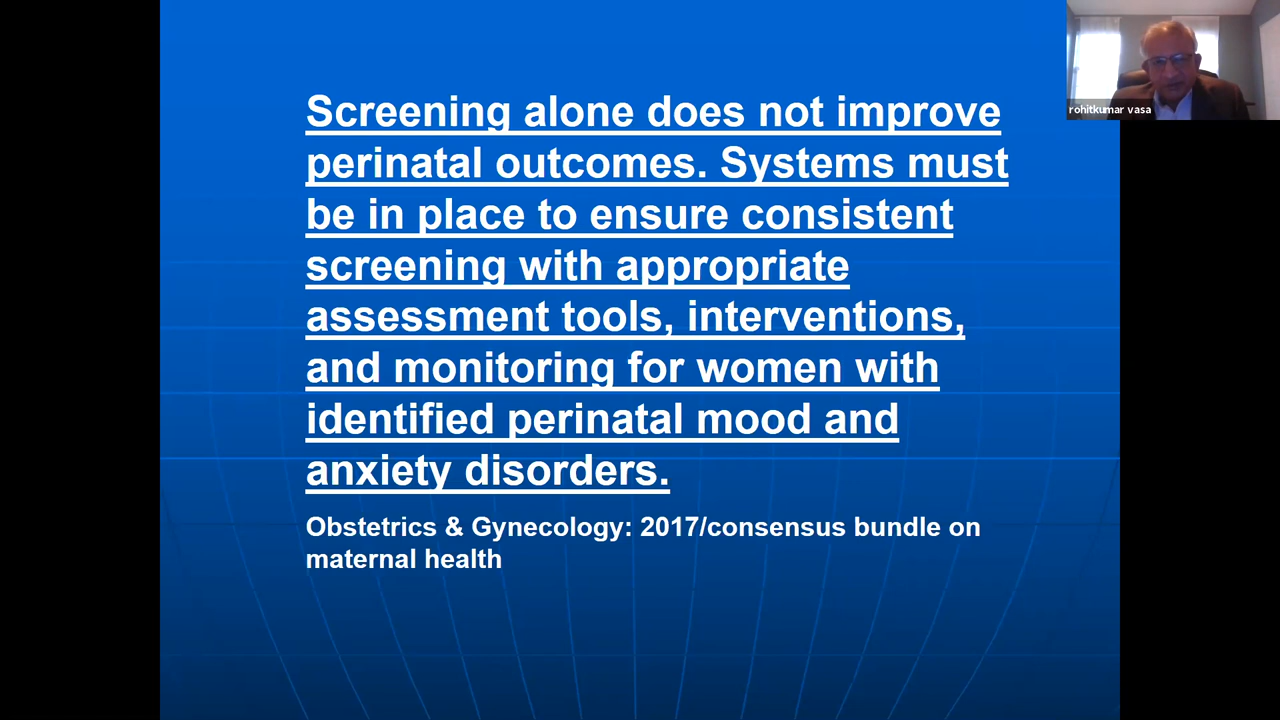 Screening alone does not improve
perinatal outcomes. Systems must
be in place to ensure consistent
screening with appropriate
assessment tools, interventions,
and monitoring for women with
identified perinatal mood and
anxiety disorders.
Obstetrics & Gynecology: 2017/consensus bundle on
maternal health
rohitkumar vasa